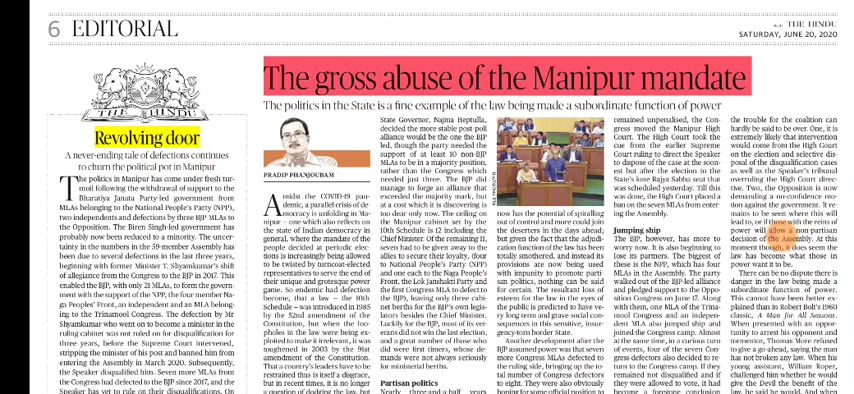 6 EDITORIAL
THE HINDU
SATURDAY, JUNE 20, 2020
THE HINDU
Revolving door
A never-ending tale of defections continues
to churn the political pot in Manipur
The politics in Manipur has come under fresh tur-
moil following the withdrawal of support to the
Bharatiya Janata Party-led government from
MLAs belonging to the National People's Party (NPP),
two independents and defections by three BJP MLAs to
the Opposition. The Biren Singh-led government has
probably now been reduced to a minority. The uncer-
tainty in the numbers in the 59-member Assembly has
been due to several defections in the last three years,
beginning with former Minister T. Shyamkumar's shift
of allegiance from the Congress to the BJP in 2017. This
enabled the BJP, with only 21 MLAs, to form the govern-
ment with the support of the NPP, the four member Na-
ga Peoples' Front, an independent and an MLA belong-
ing to the Trinamool Congress. The defection by Mr
Shyamkumar who went on to become a minister in the
ruling cabinet was not ruled on for disqualification for
three years, before the Supreme Court intervened,
stripping the minister of his post and banned him from
entering the Assembly in March 2020. Subsequently,
the Speaker disqualified him. Seven more MLAs from
the Congress had defected to the BJP since 2017, and the
Speaker has yet to rule on their disqualifications. On
The gross abuse of the Manipur mandate
The politics in the State is a fine example of the law being made a subordinate function of power
PRADIP PHANJOUBAM
Amidst the COVID-19 pan-
demic, a parallel crisis of de-
mocracy is unfolding in Ma-
nipur – one which also reflects on
the state of Indian democracy in
general, where the mandate of the
people decided at periodic elec-
tions is increasingly being allowed
to be twisted by turncoat-elected
representatives to serve the end of
their unique and grotesque power
game. So endemic had defection
become, that a law – the 10th
Schedule – was introduced in 1985
by the 52nd amendment of the
Constitution, but when the loo-
pholes in the law were being ex-
ploited to make it irrelevant, it was
toughened in 2003 by the 91st
amendment of the Constitution.
That a country's leaders have to be
restrained thus is itself a disgrace,
but in recent times, it is no longer
a question of dodging the law, but
State Governor, Najma Heptulla,
decided the more stable post-poll
alliance would be the one the BJP
led, though the party needed the
support of at least 10 non-BJP
MLAs to be in a majority position,
rather than the Congress which
needed just three. The BJP did
manage to forge an alliance that
exceeded the majority mark, but
at a cost which it is discovering is
too dear only now. The ceiling on
the Manipur cabinet set by the
10th Schedule is 12 including the
Chief Minister. Of the remaining 11,
seven had to be given away to the
allies to secure their loyalty, four
to National People's Party (NPP)
and one each to the Naga People's
Front, the Lok Janshakti Party and
the first Congress MLA to defect to
the BJP), leaving only three cabi-
net berths for the BJP's own legis-
lators besides the Chief Minister.
Luckily for the BJP, most of its vet-
erans did not win the last election,
and a great number of those who
did were first timers, whose de-
mands were not always seriously
for ministerial berths.
Partisan politics
Nearly three-and-a-half years
now has the potential of spiralling
out of control and more could join
the deserters in the days ahead;
but given the fact that the adjudi-
cation function of the law has been
totally smothered, and instead its
provisions are now being used
with impunity to promote parti-
san politics, nothing can be said
for certain. The resultant loss of
esteem for the law in the eyes of
the public is predicted to have ve-
ry long term and grave social con-
sequences in this sensitive, insur-
gency-torn border State.
Another development after the
BJP assumed power was that seven
more Congress MLAs defected to
the ruling side, bringing up the to-
tal number of Congress defectors
to eight. They were also obviously
hoping for some official position to
remained unpenalised, the Con-
gress moved the Manipur High
Court. The High Court took the
cue from the earlier Supreme
Court ruling to direct the Speaker
to dispose of the case at the soon-
est but after the election to the
State's lone Rajya Sabha seat that
was scheduled yesterday. Till this
was done, the High Court placed a
ban on the seven MLAs from enter-
ing the Assembly.
Jumping ship
The BJP, however, has more to
worry now. It is also beginning to
lose its partners. The biggest of
these is the NPP, which has four
MLAs in the Assembly. The party
walked out of the BJP-led alliance
and pledged support to the Oppo-
sition Congress on June 17. Along
with them, one MLA of the Trina-
mool Congress and an indepen-
dent MLA also jumped ship and
joined the Congress camp. Almost
at the same time, in a curious turn
of events, four of the seven Con-
gress defectors also decided to re-
turn to the Congress camp. If they
remained not disqualified and if
they were allowed to vote, it had
become a foregone conclusion
the trouble for the coalition can
hardly be said to be over. One, it is
extremely likely that intervention
would come from the High Court
on the election and selective dis-
posal of the disqualification cases
as well as the Speaker's tribunal
overruling the High Court direc-
tive. Two, the Opposition is now
demanding a no-confidence mo-
tion against the government. It re-
mains to be seen where this will
lead to, or if those with the reins of
power will allow a non-partisan
decision of the Assembly. At this
moment though, it does seem the
law has become what those in
power want it to be.
There can be no dispute there is
danger in the law being made a
subordinate function of power.
This cannot have been better ex-
plained than in Robert Bolt's 1960
classic, A Man for All Seasons.
When presented with an oppor-
tunity to arrest his opponent and
tormentor, Thomas More refused
to give a go ahead, saying the man
had not broken any law. When his
young assistant, William Roper,
challenged him whether he would
give the Devil the benefit of the
law, he said he would. And when